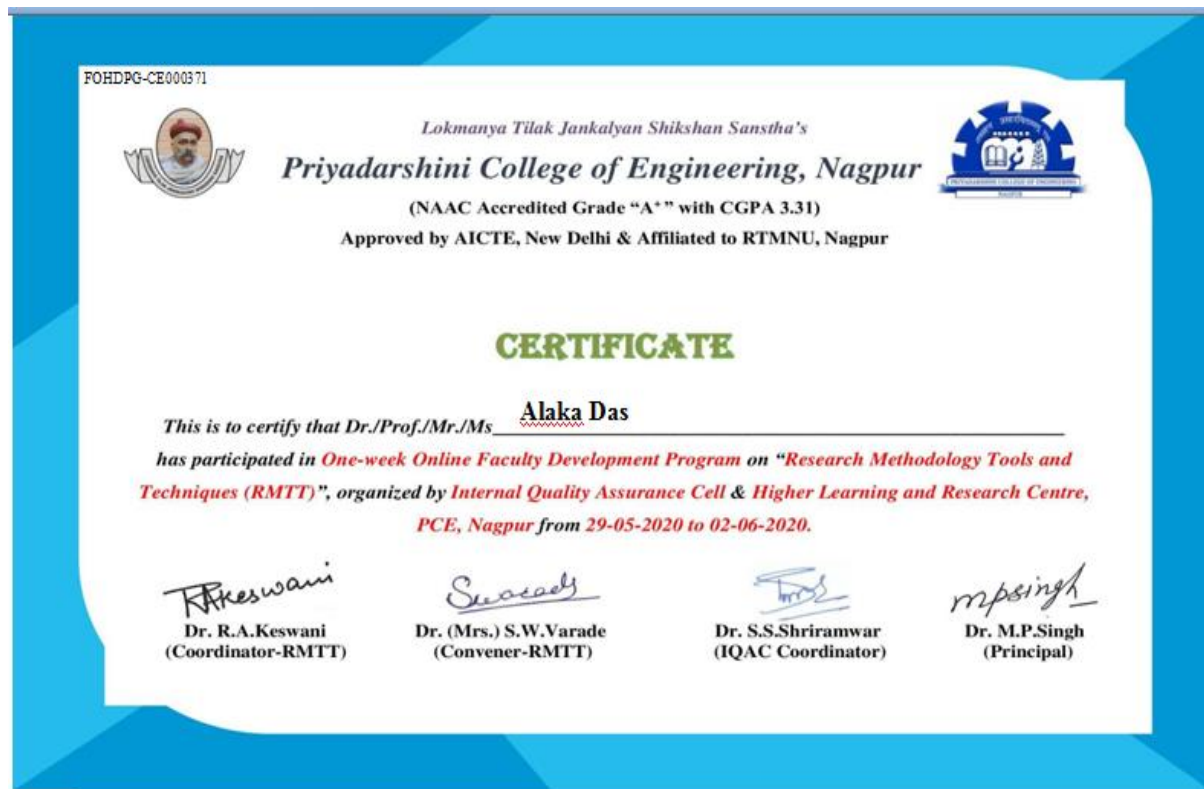 FOHDPG-CE000371
Lokmanya Tilak Jankalyan Shikshan Sanstha's
Priyadarshini College of Engineering, Nagpur
(NAAC Accredited Grade “A+” with CGPA 3.31)
Approved by AICTE, New Delhi & Affiliated to RTMNU, Nagpur
PRIYADARSHINI COLLEGE OF ENGINEERING
NAGPUR
CERTIFICATE
This is to certify that Dr./Prof./Mr./Ms Alaka Das
has participated in One-week Online Faculty Development Program on “Research Methodology Tools and
Techniques (RMTT)”, organized by Internal Quality Assurance Cell & Higher Learning and Research Centre,
PCE, Nagpur from 29-05-2020 to 02-06-2020.
RAKeswani
mpsingh
Dr. R.A.Keswani
(Coordinator-RMTT)
Dr. (Mrs.) S.W.Varade
(Convener-RMTT)
Dr. S.S.Shriramwar
(IQAC Coordinator)
Dr. M.P.Singh
(Principal)